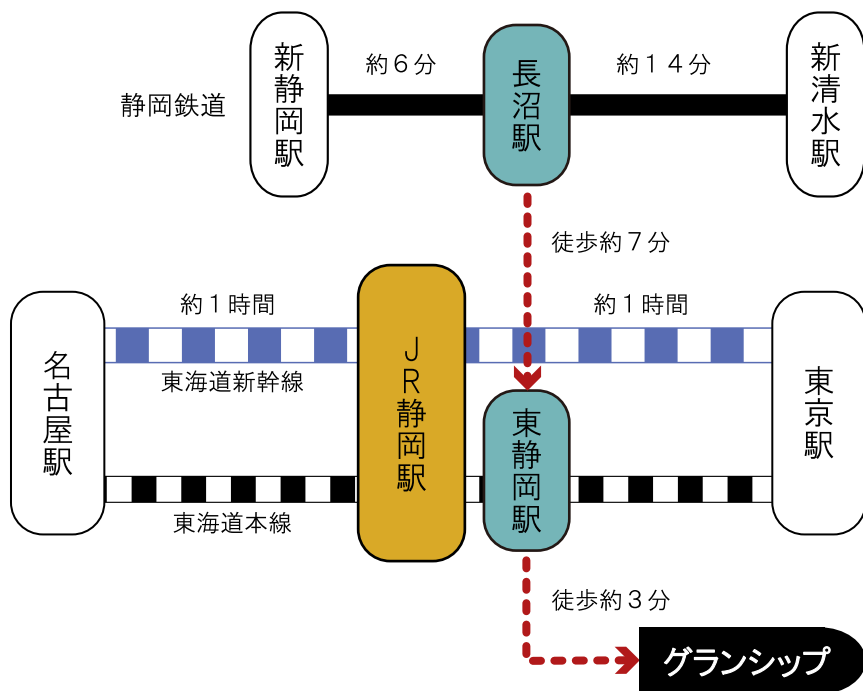 静岡鉄道
新静岡駅
約6分
長沼駅
約14分
新清水駅
徒歩約7分
名古屋駅
約1時間
東海道新幹線
JR静岡駅
約1時間
東京駅
東海道本線
東静岡駅
徒歩約3分
グランシップ